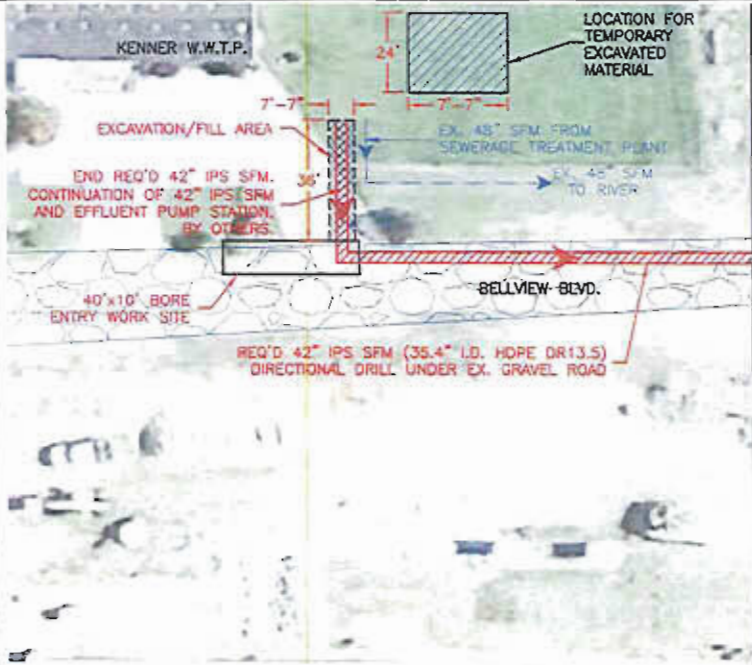 KENNER W.W.T.P.
LOCATION FOR
TEMPORARY
EXCAVATED
MATERIAL
24'
7'-7"
7'-7"
EXCAVATION/FILL AREA
EX. 48" SFM FROM
SEWERAGE TREATMENT PLANT
36'
END REQ'D 42" IPS SFM.
CONTINUATION OF 42" IPS SFM
AND EFFLUENT PUMP STATION.
BY OTHERS.
EX. 48" SFM
TO RIVER
40'x10' BORE
ENTRY WORK SITE
BELLVIEW BLVD.
REQ'D 42" IPS SFM (35.4" I.D. HDPE DR13.5)
DIRECTIONAL DRILL UNDER EX. GRAVEL ROAD